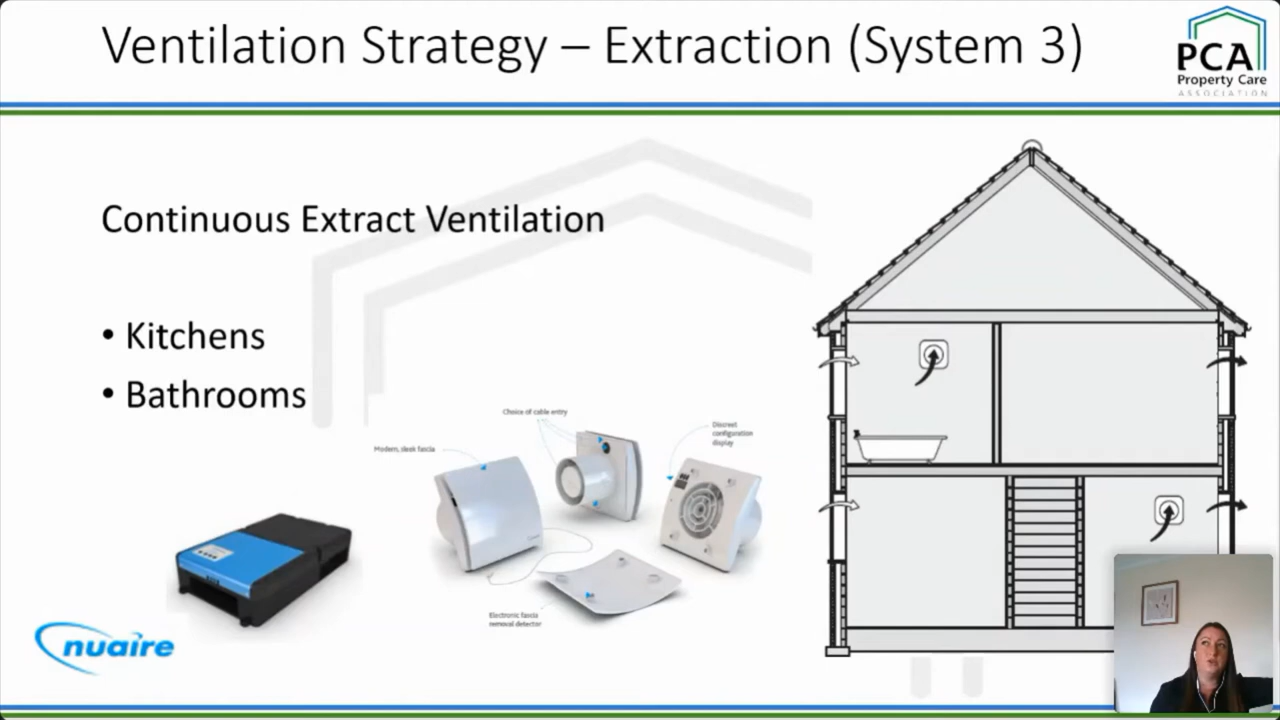 Ventilation Strategy – Extraction (System 3)
PCA
Property Care
ASSOCIATION
Continuous Extract Ventilation
• Kitchens
• Bathrooms
Choice of cable entry
Modern, sleek fascia
Discreet
configuration
display
Electronic fascia
removal detector
nuaire